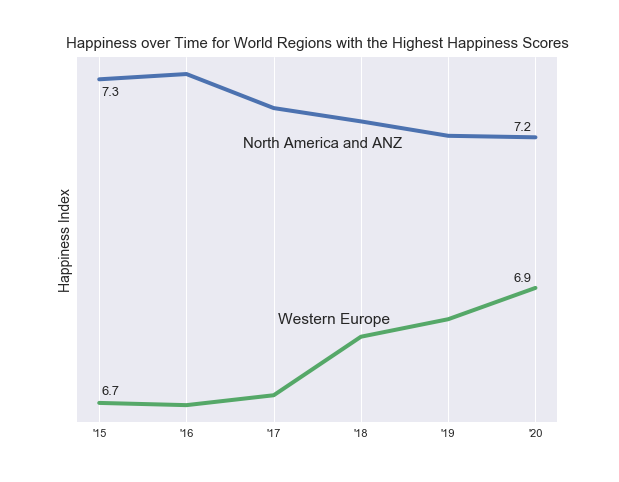 Happiness over Time for World Regions with the Highest Happiness Scores
7.3
7.2
North America and ANZ
Happiness Index
6.9
Western Europe
6.7
'15 '16 '17 '18 '19 '20